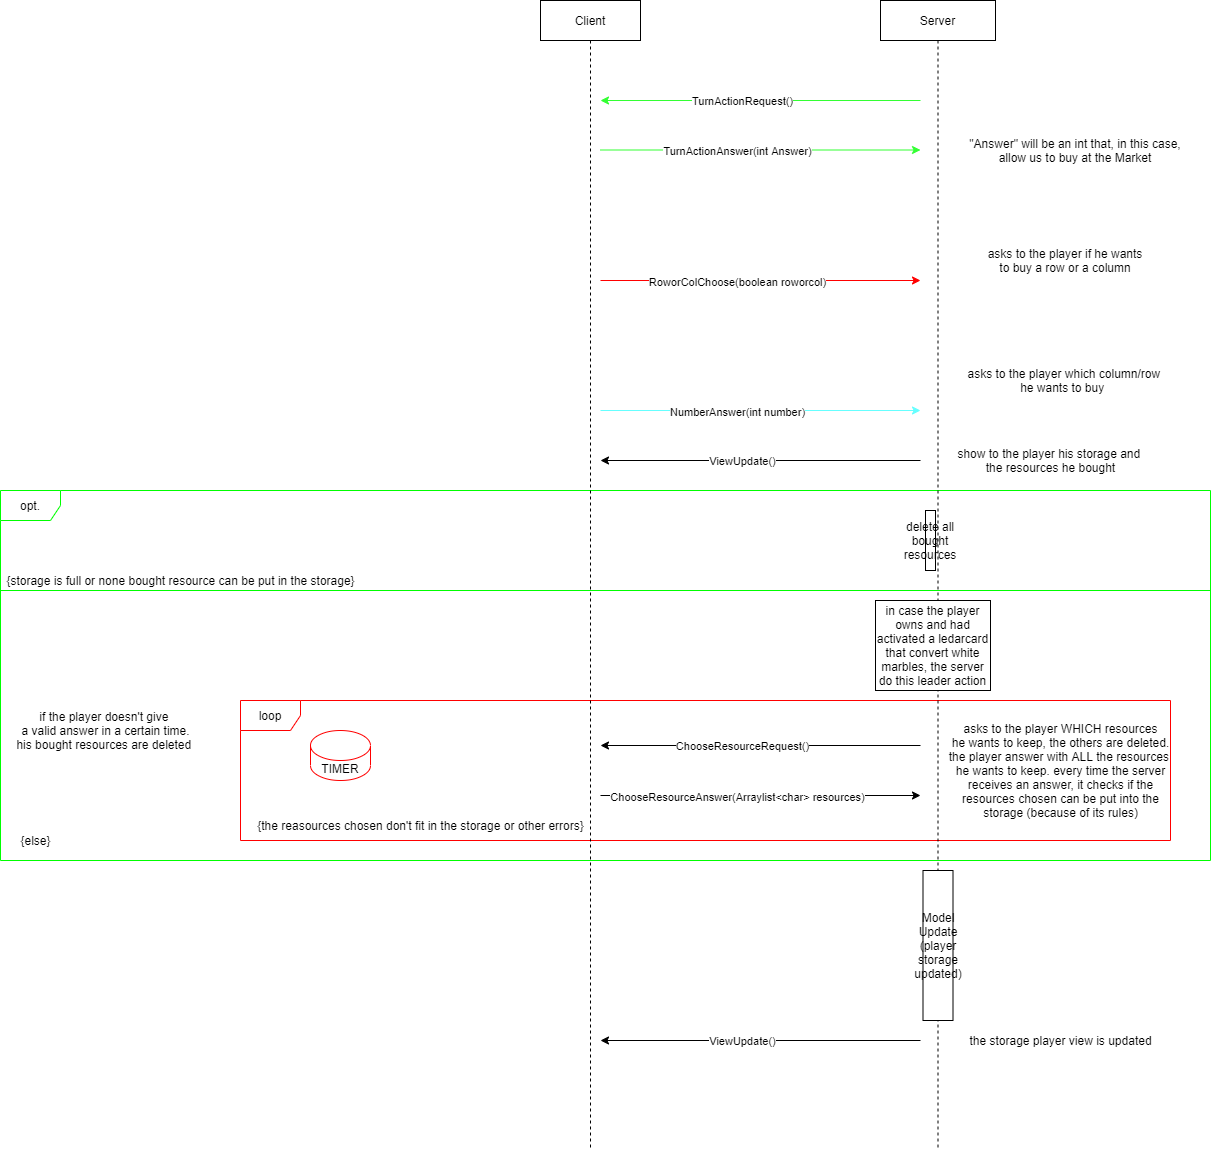 Client
Server
TurnActionRequest()
TurnActionAnswer(int Answer)
"Answer" will be an int that, in this case,
allow us to buy at the Market
asks to the player if he wants
to buy a row or a column
RoworColChoose(boolean roworcol)
asks to the player which column/row
he wants to buy
NumberAnswer(int number)
ViewUpdate()
show to the player his storage and
the resources he bought
opt.
delete all
bought
resources
{storage is full or none bought resource can be put in the storage}
in case the player
owns and had
activated a ledarcard
that convert white
marbles, the server
do this leader action
if the player doesn't give
a valid answer in a certain time.
his bought resources are deleted
loop
TIMER
ChooseResourceRequest()
ChooseResourceAnswer(Arraylist<char> resources)
asks to the player WHICH resources
he wants to keep, the others are deleted.
the player answer with ALL the resources
he wants to keep. every time the server
receives an answer, it checks if the
resources chosen can be put into the
storage (because of its rules)
{the reasources chosen don't fit in the storage or other errors}
{else}
Model
Update
(player
storage
updated)
ViewUpdate()
the storage player view is updated